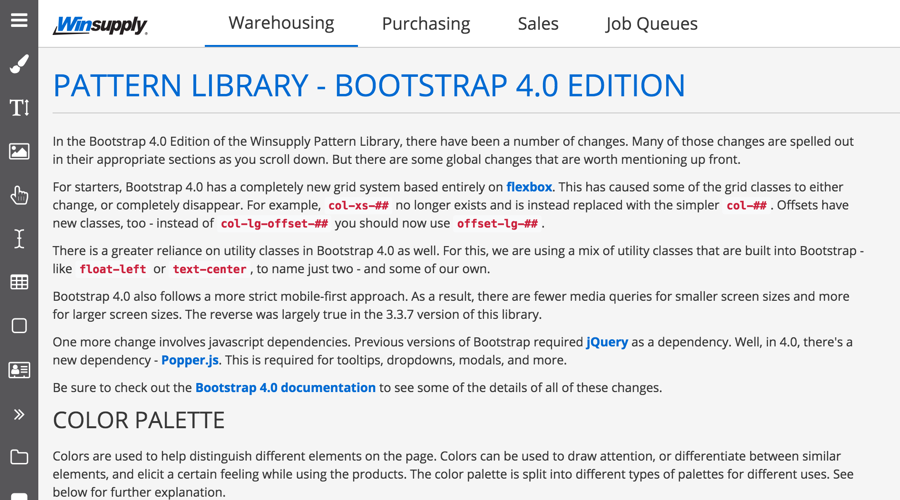 Winsupply
Warehousing Purchasing Sales Job Queues
PATTERN LIBRARY - BOOTSTRAP 4.0 EDITION
In the Bootstrap 4.0 Edition of the Winsupply Pattern Library, there have been a number of changes. Many of those changes are spelled out
in their appropriate sections as you scroll down. But there are some global changes that are worth mentioning up front.
For starters, Bootstrap 4.0 has a completely new grid system based entirely on flexbox. This has caused some of the grid classes to either
change, or completely disappear. For example, col-xs-## no longer exists and is instead replaced with the simpler col-## . Offsets have
new classes, too - instead of col-lg-offset-## you should now use offset-lg-## .
There is a greater reliance on utility classes in Bootstrap 4.0 as well. For this, we are using a mix of utility classes that are built into Bootstrap -
like float-left or text-center , to name just two - and some of our own.
Bootstrap 4.0 also follows a more strict mobile-first approach. As a result, there are fewer media queries for smaller screen sizes and more
for larger screen sizes. The reverse was largely true in the 3.3.7 version of this library.
One more change involves javascript dependencies. Previous versions of Bootstrap required jQuery as a dependency. Well, in 4.0, there's a
new dependency - Popper.js. This is required for tooltips, dropdowns, modals, and more.
Be sure to check out the Bootstrap 4.0 documentation to see some of the details of all of these changes.
COLOR PALETTE
Colors are used to help distinguish different elements on the page. Colors can be used to draw attention, or differentiate between similar
elements, and elicit a certain feeling while using the products. The color palette is split into different types of palettes for different uses. See
below for further explanation.